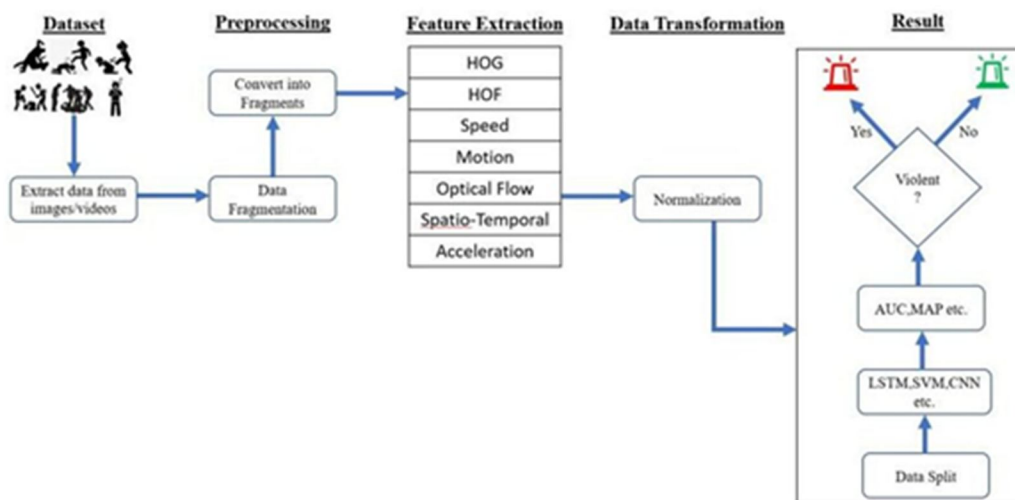 Dataset
Extract data from
images/videos
Preprocessing
Convert into
Fragments
Data
Fragmentation
Feature Extraction
HOG
HOF
Speed
Motion
Optical Flow
Spatio-Temporal
Acceleration
Data Transformation
Normalization
Result
Yes
No
Violent
?
AUC,MAP etc.
LSTM,SVM,CNN
etc.
Data Split